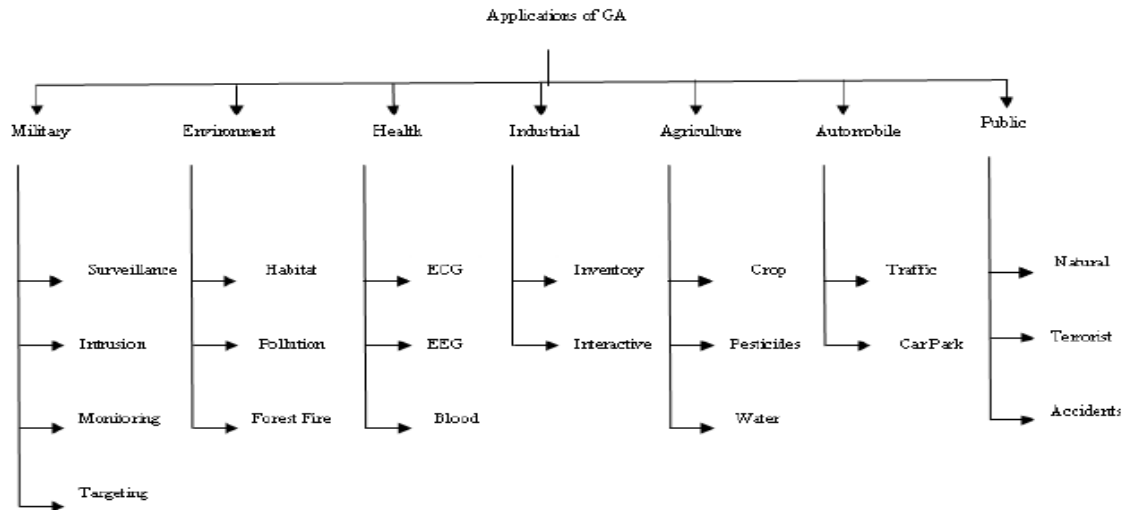 Applications of GA
Military
Environment
Health
Industrial
Agriculture
Automobile
Public
Surveillance
Intrusion
Monitoring
Targeting
Habitat
Pollution
Forest Fire
ECG
EEG
Blood
Inventory
Interactive
Crop
Pesticides
Water
Traffic
Car Park
Natural
Terrorist
Accidents